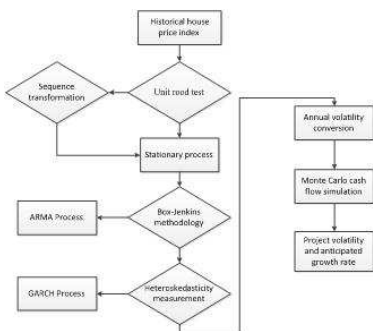 Historical house
price index
Sequence
transformation
Unit rood test
Stationary process
Box-Jenkins
methodology
ARMA Process.
Heteroskedasticity
measurement
GARCH Process
Annual volatility
conversion
Monte Carlo cash
flow simulation
Project volatility
and anticipated
growth rate